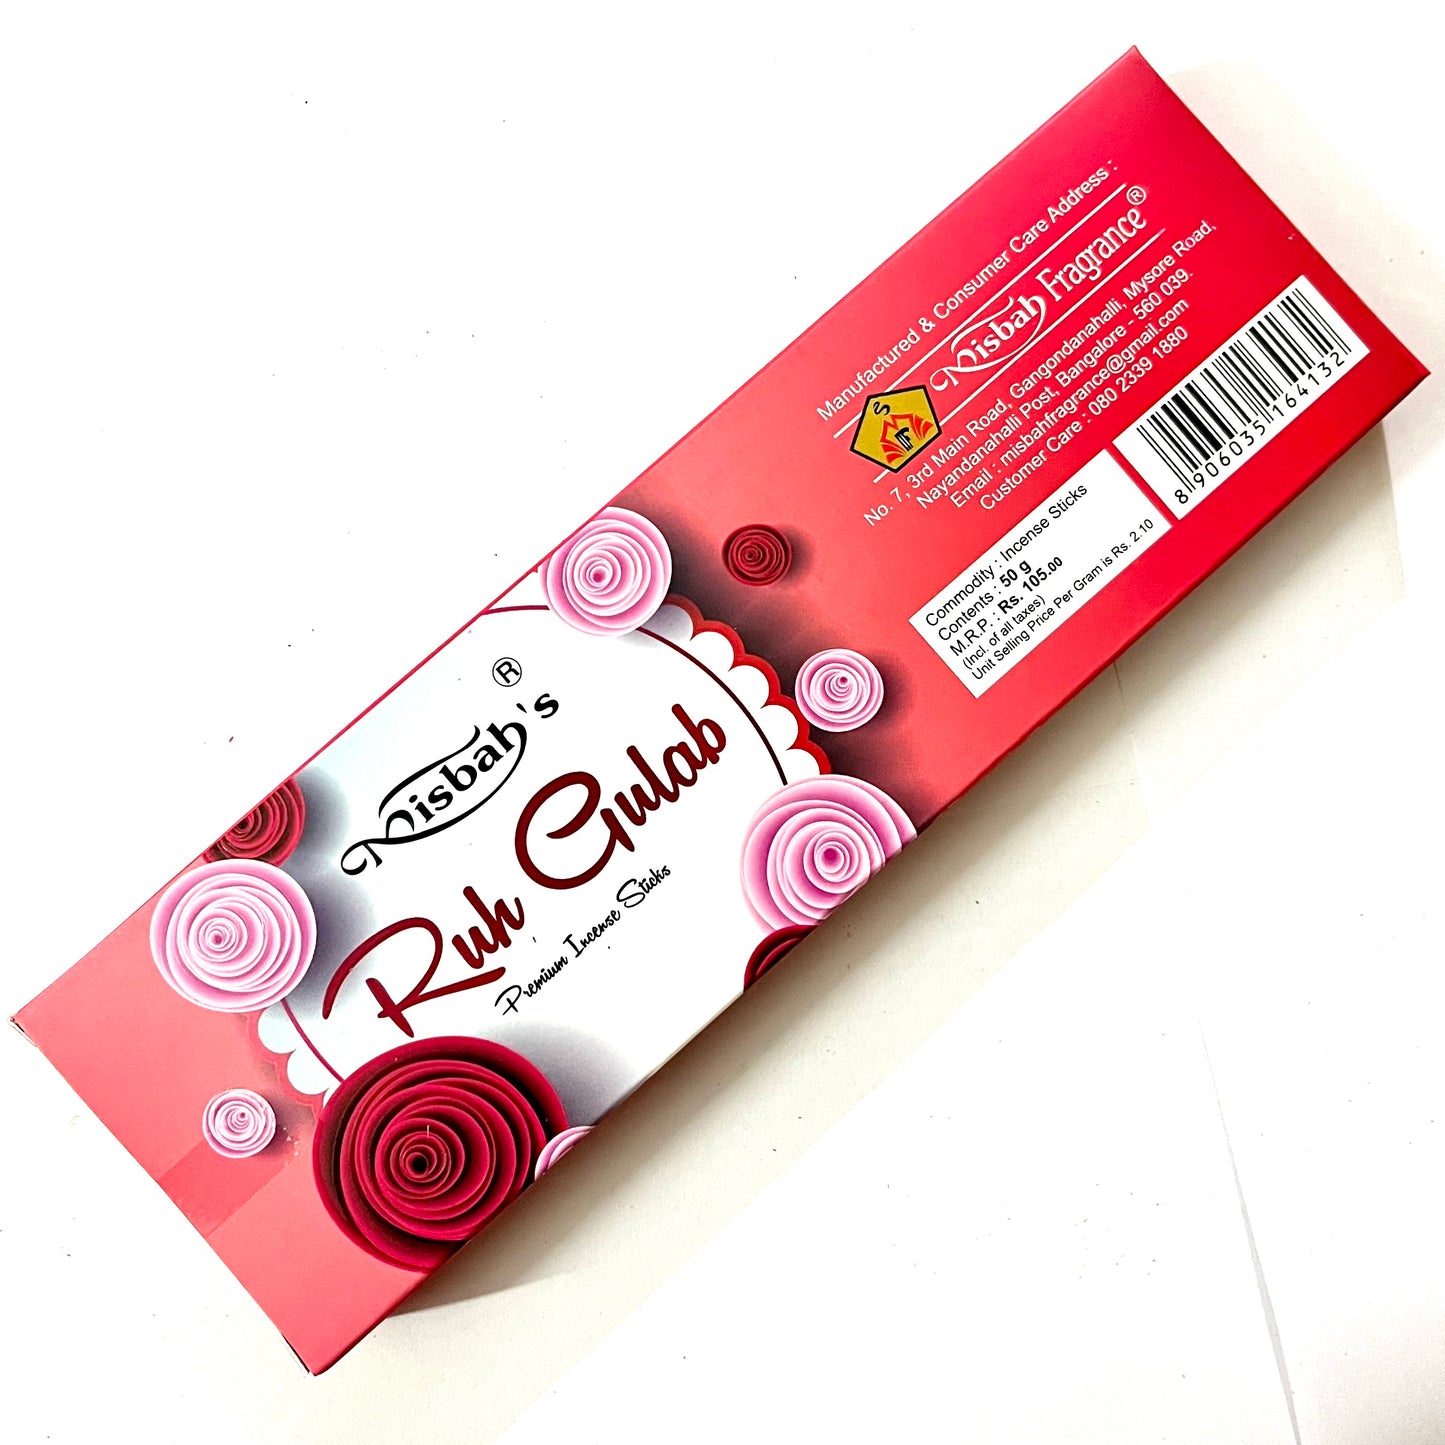 Misbah's ®
Ruh Gulab
Premium Incense Sticks
Manufactured & Consumer Care Address :
Misbah Fragrance®
No. 7, 3rd Main Road, Gangondanahalli, Mysore Road,
Nayandanahalli Post, Bangalore - 560 039.
Email : misbahfragrance@gmail.com
Customer Care : 080 2339 1880
Commodity : Incense Sticks
Contents : 50 g
M.R.P. : Rs. 105.00
(Incl. of all taxes)
Unit Selling Price Per Gram is Rs. 2.10
8 906035 164132